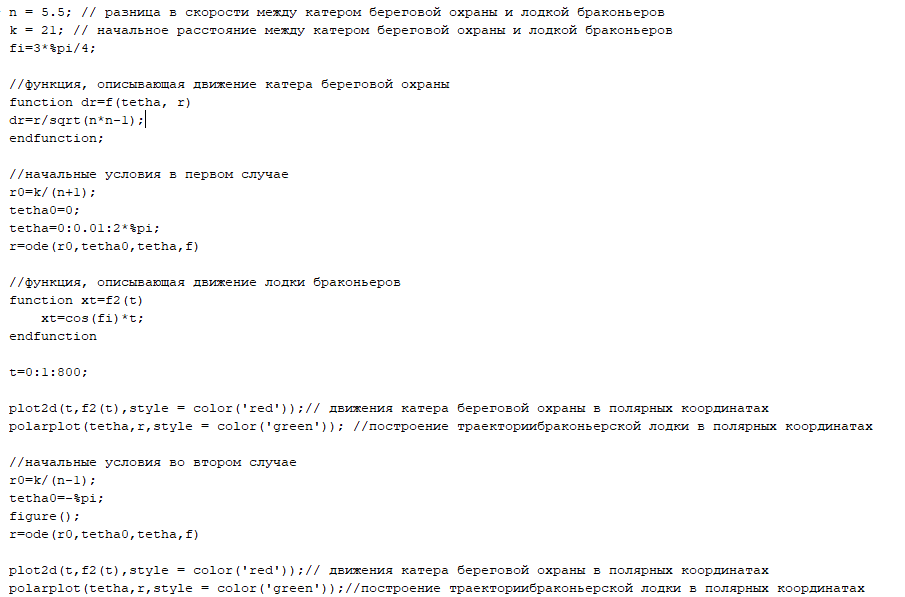 n = 5.5; // разница в скорости между катером береговой охраны и лодкой браконьеров
k = 21; // начальное расстояние между катером береговой охраны и лодкой браконьеров
fi=3*%pi/4;
//функция, описывающая движение катера береговой охраны
function dr=f(tetha, r)
dr=r/sqrt(n*n-1);
endfunction;
//начальные условия в первом случае
r0=k/(n+1);
tetha0=0;
tetha=0:0.01:2*%pi;
r=ode(r0,tetha0,tetha,f)
//функция, описывающая движение лодки браконьеров
function xt=f2(t)
    xt=cos(fi)*t;
endfunction
t=0:1:800;
plot2d(t,f2(t),style = color('red'));// движения катера береговой охраны в полярных координатах
polarplot(tetha,r,style = color('green')); //построение траекториибраконьерской лодки в полярных координатах
//начальные условия во втором случае
r0=k/(n-1);
tetha0=-%pi;
figure();
r=ode(r0,tetha0,tetha,f)
plot2d(t,f2(t),style = color('red'));// движения катера береговой охраны в полярных координатах
polarplot(tetha,r,style = color('green'));//построение траекториибраконьерской лодки в полярных координатах